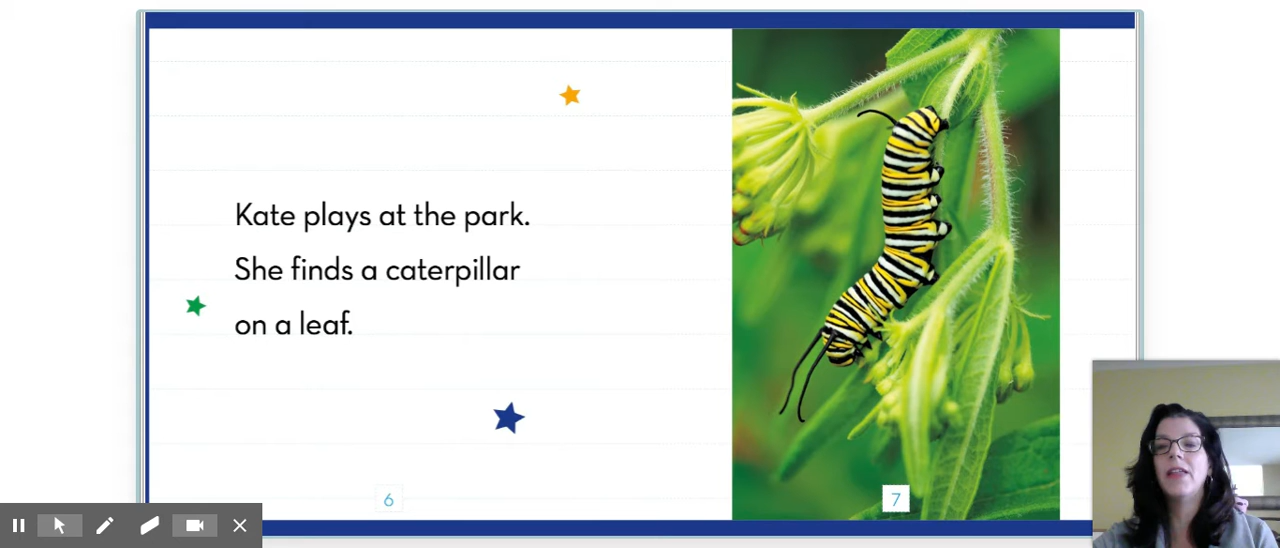 Kate plays at the park.
She finds a caterpillar
on a leaf.
6
7